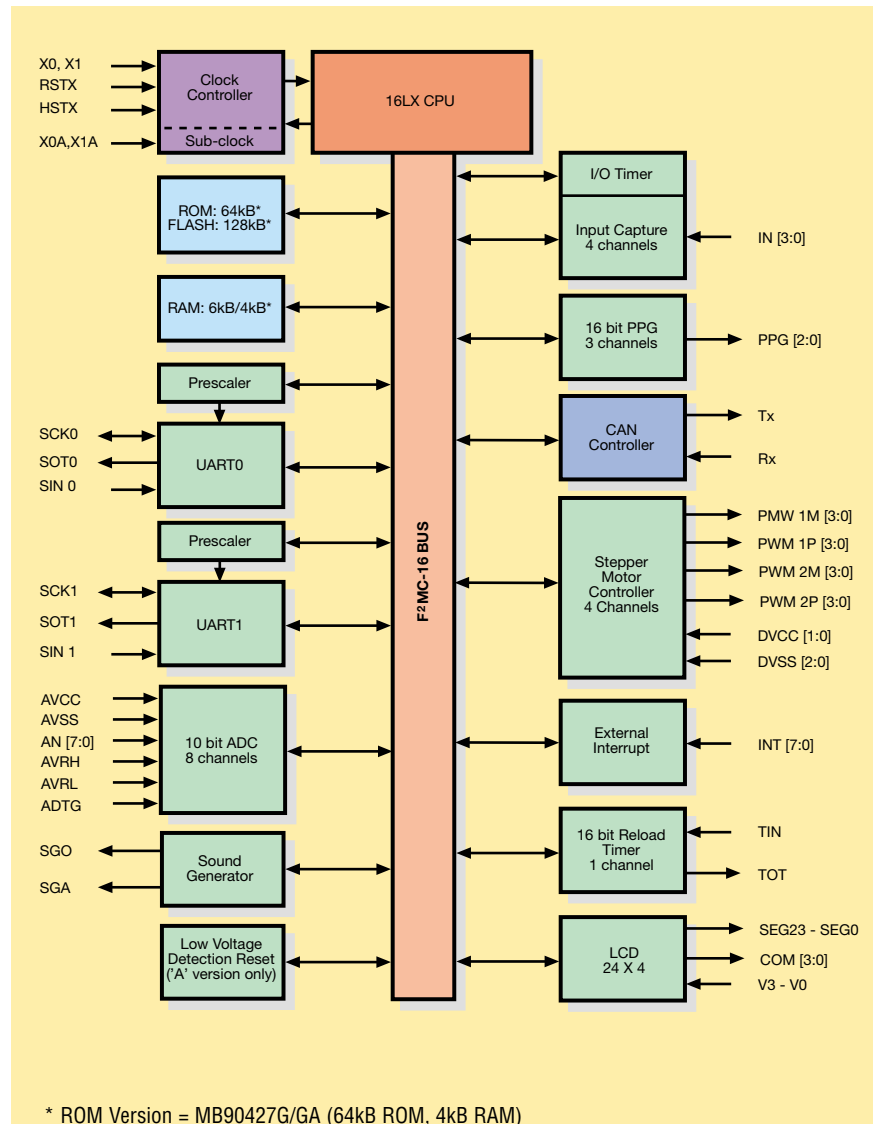 X0, X1
RSTX
HSTX
X0A,X1A
Clock
Controller
Sub-clock
16LX CPU
ROM: 64kB*
FLASH: 128kB*
RAM: 6kB/4kB*
Prescaler
SCK0
SOT0
SIN 0
UART0
Prescaler
SCK1
SOT1
SIN 1
UART1
AVCC
AVSS
AN [7:0]
AVRH
AVRL
ADTG
10 bit ADC
8 channels
SGO
SGA
Sound
Generator
Low Voltage
Detection Reset
('A' version only)
F²MC-16 BUS
I/O Timer
Input Capture
4 channels
IN [3:0]
16 bit PPG
3 channels
PPG [2:0]
CAN
Controller
Tx
Rx
Stepper
Motor
Controller
4 Channels
PMW 1M [3:0]
PWM 1P [3:0]
PWM 2M [3:0]
PWM 2P [3:0]
DVCC [1:0]
DVSS [2:0]
External
Interrupt
INT [7:0]
16 bit Reload
Timer
1 channel
TIN
TOT
LCD
24 X 4
SEG23 - SEG0
COM [3:0]
V3 - V0
* ROM Version = MB90427G/GA (64kB ROM, 4kB RAM)